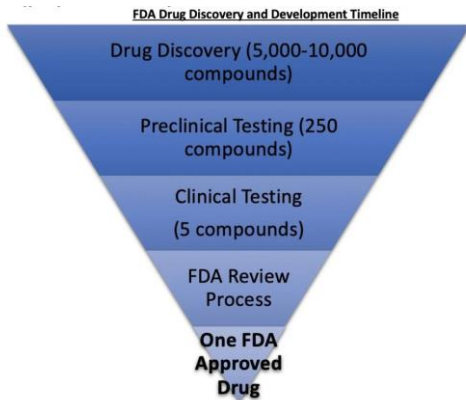 FDA Drug Discovery and Development Timeline
Drug Discovery (5,000-10,000
compounds)
Preclinical Testing (250
compounds)
Clinical Testing
(5 compounds)
FDA Review
Process
One FDA
Approved
Drug